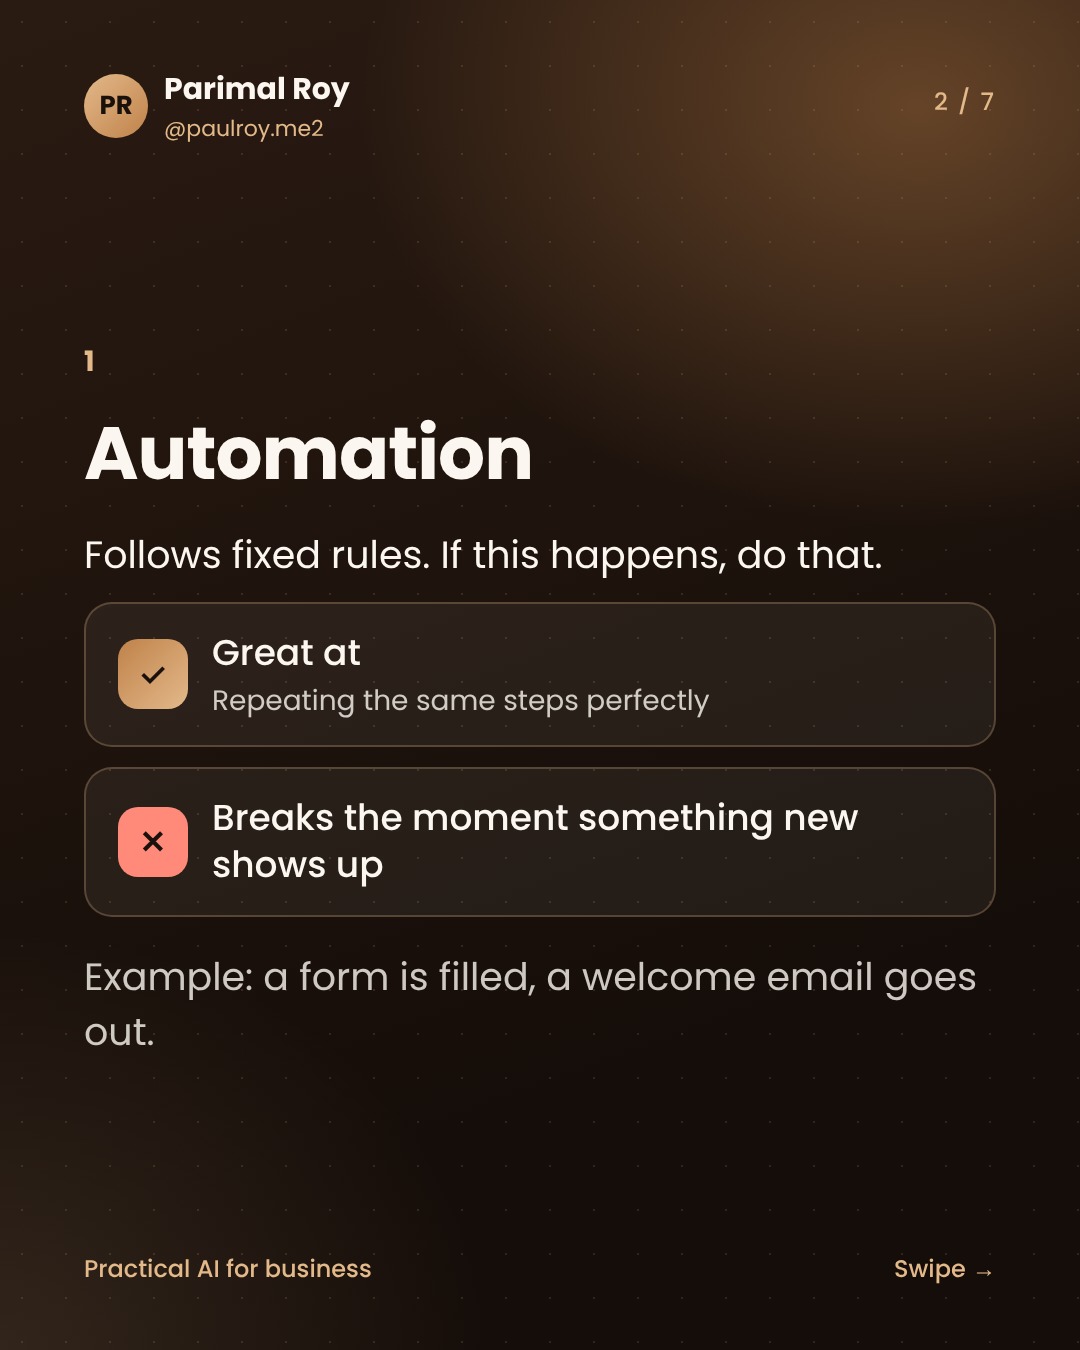 PR
Parimal Roy
@paulroy.me2
2 / 7
1
Automation
Follows fixed rules. If this happens, do that.
Great at
Repeating the same steps perfectly
Breaks the moment something new
shows up
Example: a form is filled, a welcome email goes
out.
Practical AI for business
Swipe →